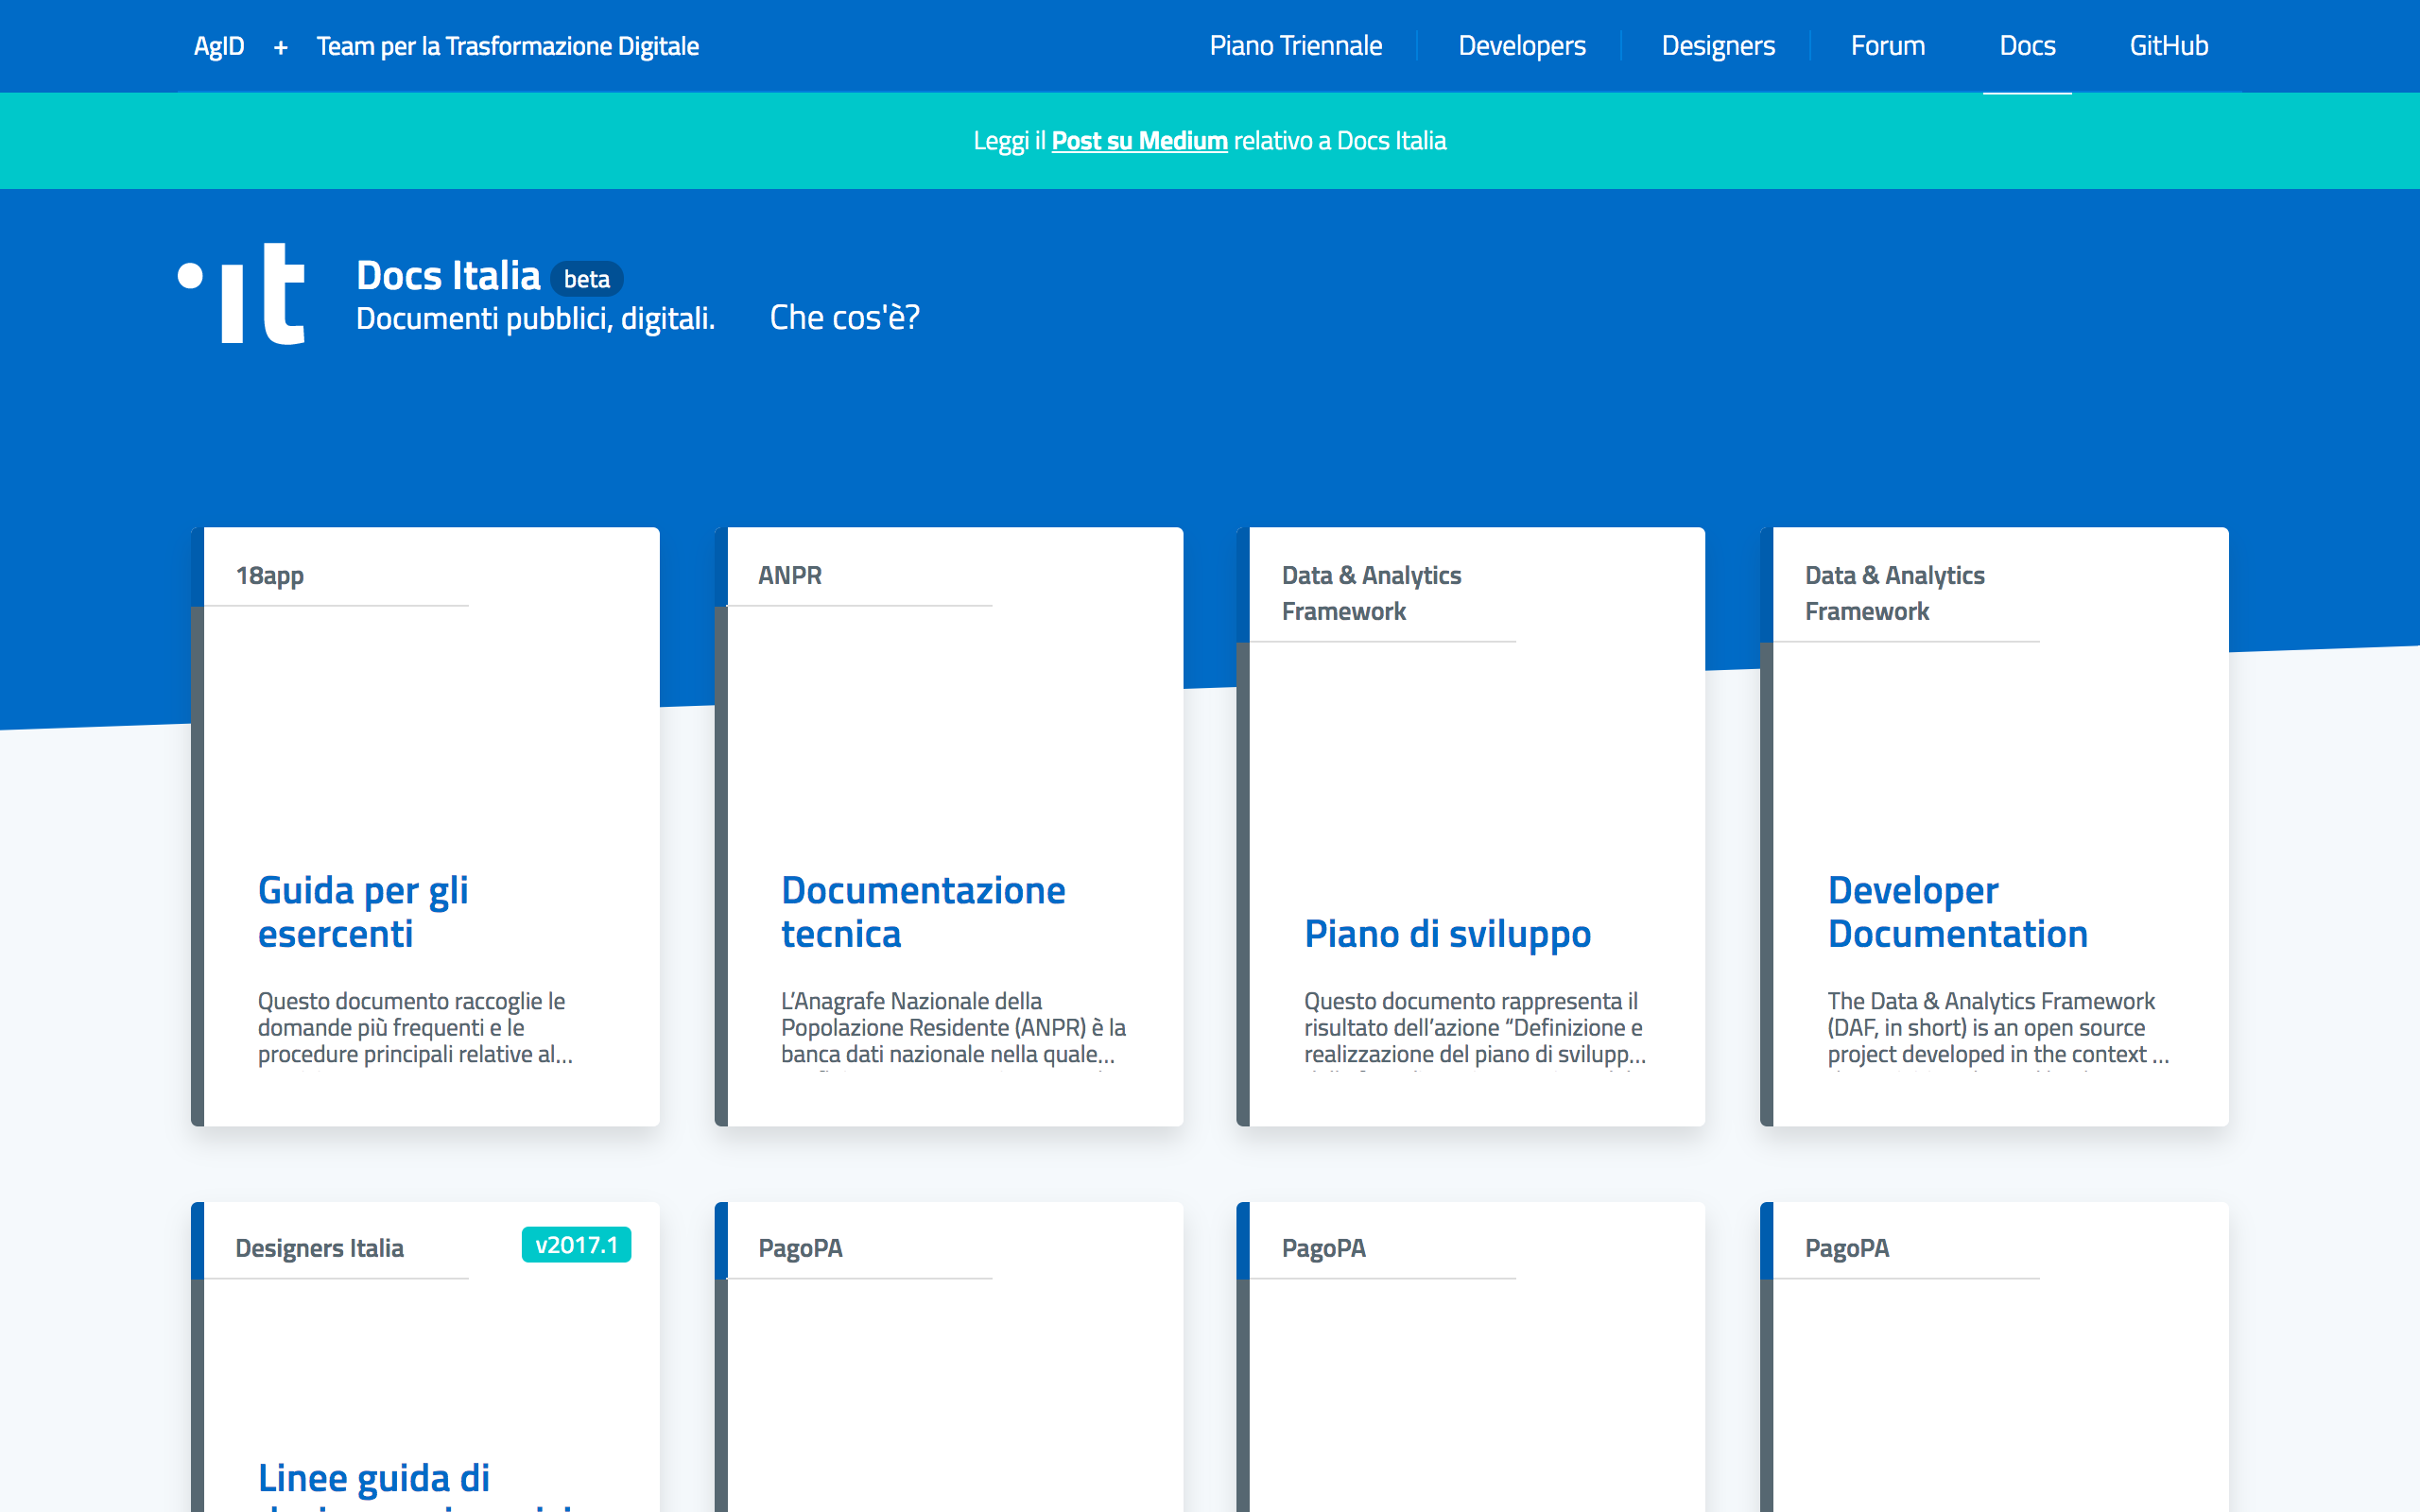 AgID + Team per la Trasformazione Digitale
Piano Triennale Developers Designers Forum Docs GitHub
Leggi il Post su Medium relativo a Docs Italia
it
Docs Italia beta
Documenti pubblici, digitali. Che cos'è?
18app
Guida per gli
esercenti
Questo documento raccoglie le
domande più frequenti e le
procedure principali relative al...
ANPR
Documentazione
tecnica
L’Anagrafe Nazionale della
Popolazione Residente (ANPR) è la
banca dati nazionale nella quale...
Data & Analytics
Framework
Piano di sviluppo
Questo documento rappresenta il
risultato dell’azione “Definizione e
realizzazione del piano di svilupp...
Data & Analytics
Framework
Developer
Documentation
The Data & Analytics Framework
(DAF, in short) is an open source
project developed in the context ...
Designers Italia v2017.1
Linee guida di
PagoPA
PagoPA
PagoPA